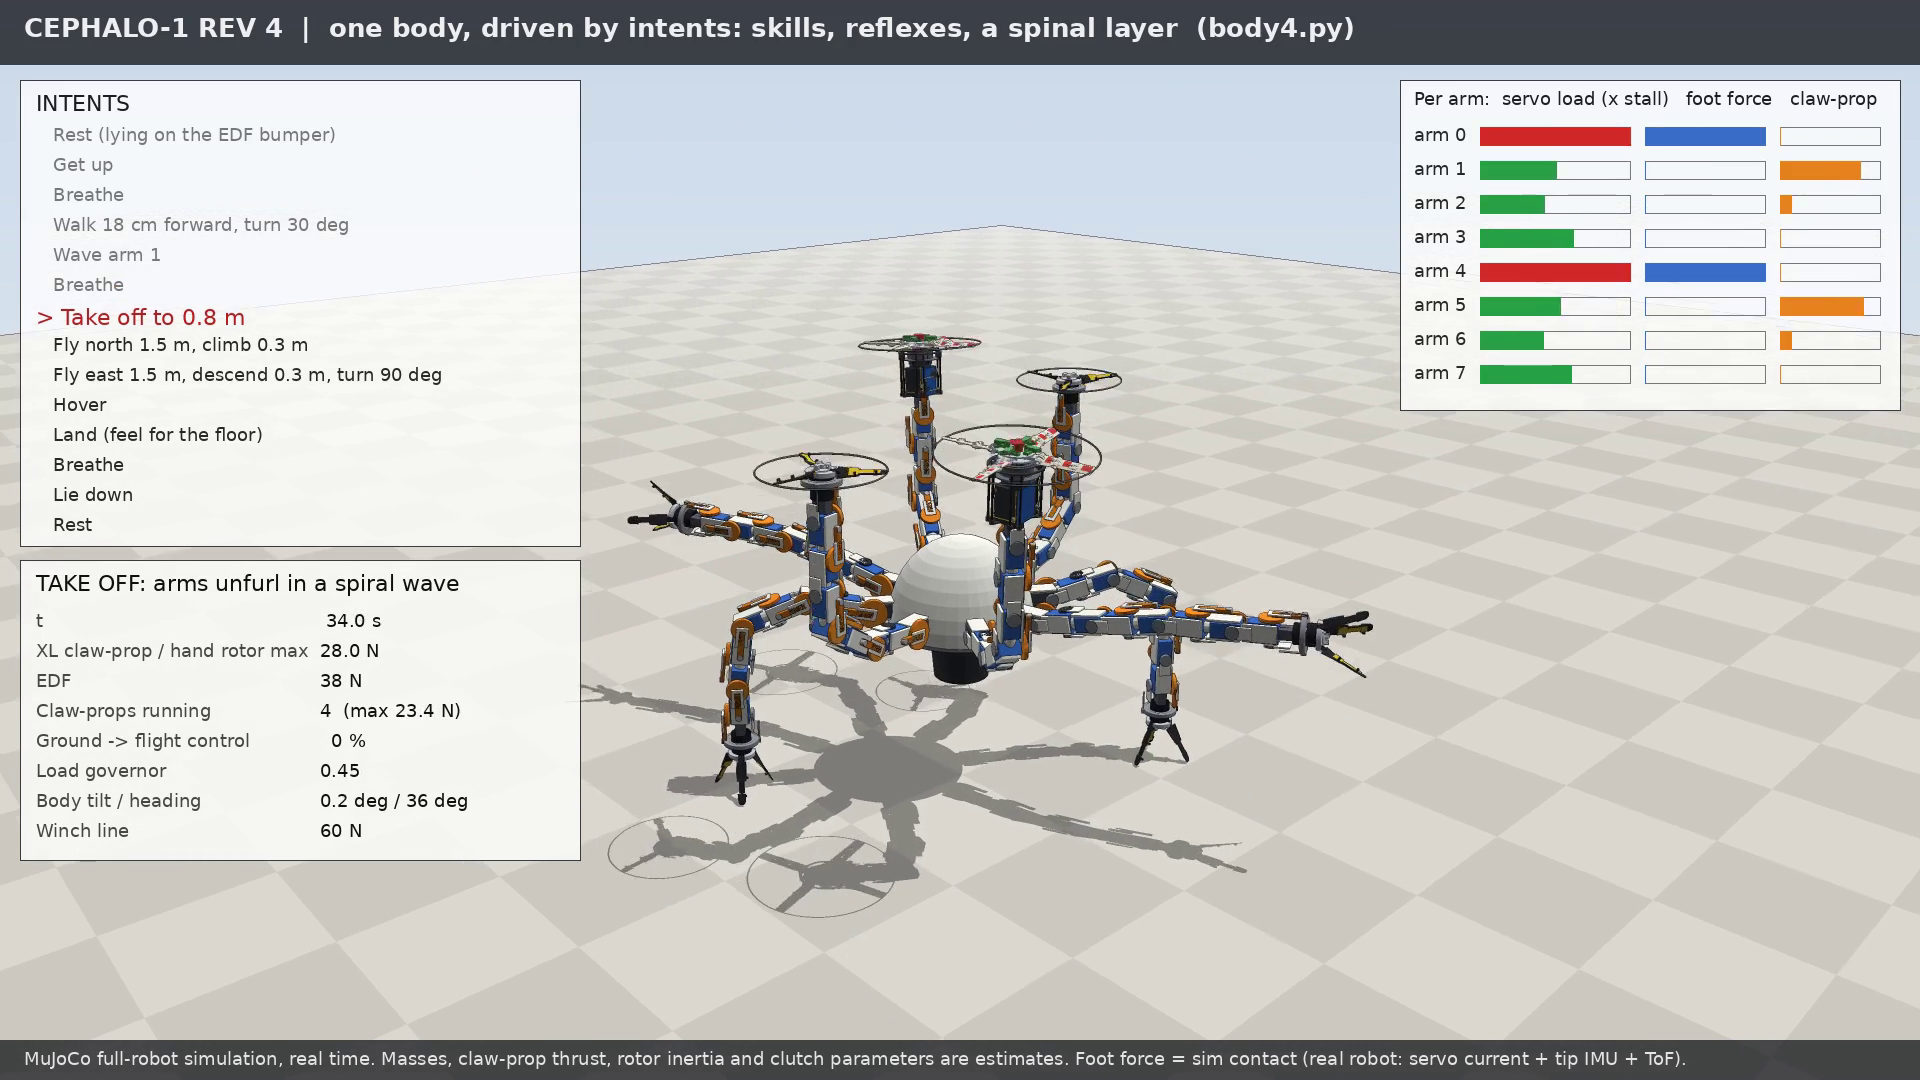 CEPHALO-1 REV 4 | one body, driven by intents: skills, reflexes, a spinal layer (body4.py)
INTENTS
Rest (lying on the EDF bumper)
Get up
Breathe
Walk 18 cm forward, turn 30 deg
Wave arm 1
Breathe
> Take off to 0.8 m
Fly north 1.5 m, climb 0.3 m
Fly east 1.5 m, descend 0.3 m, turn 90 deg
Hover
Land (feel for the floor)
Breathe
Lie down
Rest
TAKE OFF: arms unfurl in a spiral wave
t 34.0 s
XL claw-prop / hand rotor max 28.0 N
EDF 38 N
Claw-props running 4 (max 23.4 N)
Ground -> flight control 0 %
Load governor 0.45
Body tilt / heading 0.2 deg / 36 deg
Winch line 60 N
Per arm: servo load (x stall) foot force claw-prop
arm 0
arm 1
arm 2
arm 3
arm 4
arm 5
arm 6
arm 7
MuJoCo full-robot simulation, real time. Masses, claw-prop thrust, rotor inertia and clutch parameters are estimates. Foot force = sim contact (real robot: servo current + tip IMU + ToF).